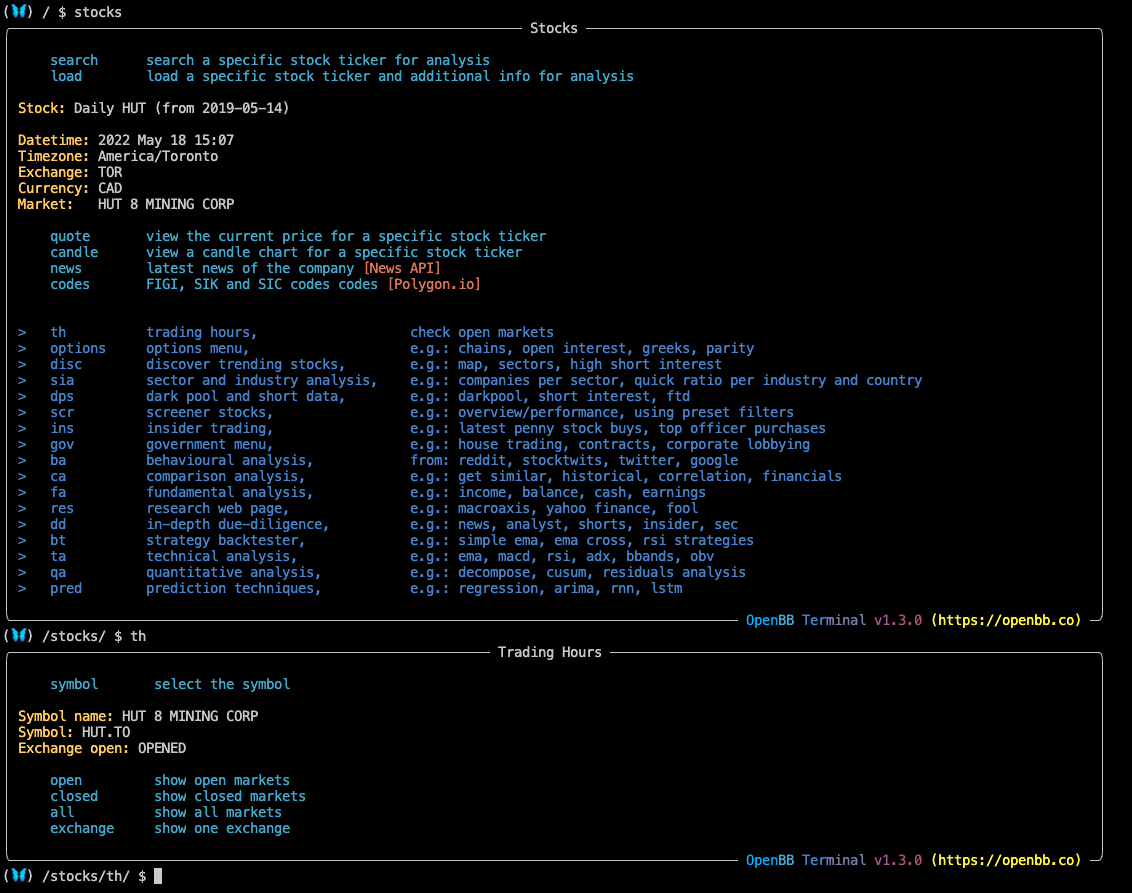 (🦋) / $ stocks
Stocks
search search a specific stock ticker for analysis
load load a specific stock ticker and additional info for analysis
Stock: Daily HUT (from 2019-05-14)
Datetime: 2022 May 18 15:07
Timezone: America/Toronto
Exchange: TOR
Currency: CAD
Market: HUT 8 MINING CORP
quote view the current price for a specific stock ticker
candle view a candle chart for a specific stock ticker
news latest news of the company [News API]
codes FIGI, SIK and SIC codes codes [Polygon.io]
> th trading hours, check open markets
> options options menu, e.g.: chains, open interest, greeks, parity
> disc discover trending stocks, e.g.: map, sectors, high short interest
> sia sector and industry analysis, e.g.: companies per sector, quick ratio per industry and country
> dps dark pool and short data, e.g.: darkpool, short interest, ftd
> scr screener stocks, e.g.: overview/performance, using preset filters
> ins insider trading, e.g.: latest penny stock buys, top officer purchases
> gov government menu, e.g.: house trading, contracts, corporate lobbying
> ba behavioural analysis, from: reddit, stocktwits, twitter, google
> ca comparison analysis, e.g.: get similar, historical, correlation, financials
> fa fundamental analysis, e.g.: income, balance, cash, earnings
> res research web page, e.g.: macroaxis, yahoo finance, fool
> dd in-depth due-diligence, e.g.: news, analyst, shorts, insider, sec
> bt strategy backtester, e.g.: simple ema, ema cross, rsi strategies
> ta technical analysis, e.g.: ema, macd, rsi, adx, bbands, obv
> qa quantitative analysis, e.g.: decompose, cusum, residuals analysis
> pred prediction techniques, e.g.: regression, arima, rnn, lstm
OpenBB Terminal v1.3.0 (https://openbb.co)
(🦋) /stocks/ $ th
Trading Hours
symbol select the symbol
Symbol name: HUT 8 MINING CORP
Symbol: HUT.TO
Exchange open: OPENED
open show open markets
closed show closed markets
all show all markets
exchange show one exchange
OpenBB Terminal v1.3.0 (https://openbb.co)
(🦋) /stocks/th/ $